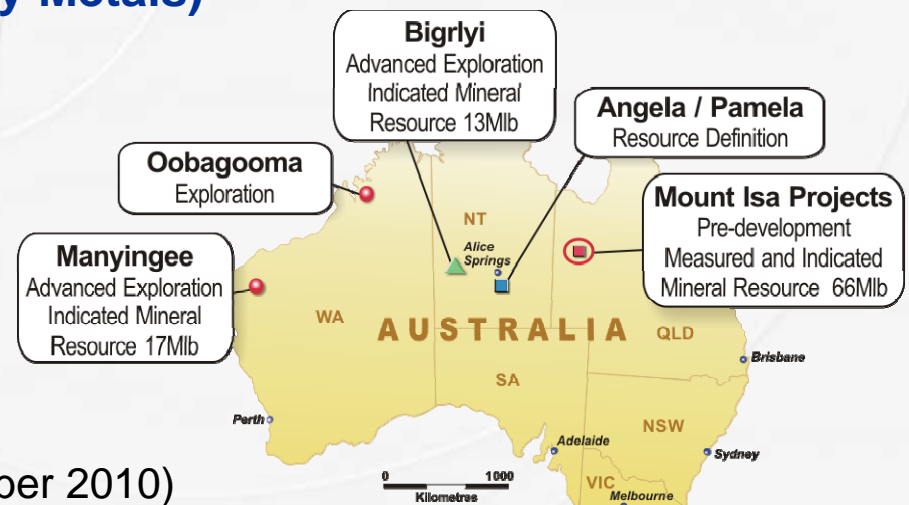 y Metals)
Bigrlyi
Advanced Exploration
Indicated Mineral
Resource 13Mlb
Angela / Pamela
Resource Definition
Oobagooma
Exploration
Mount Isa Projects
Pre-development
Measured and Indicated
Mineral Resource 66Mlb
Manyingee
Advanced Exploration
Indicated Mineral
Resource 17Mlb
NT
Alice
Springs
WA
AUSTRALIA
QLD
Brisbane
SA
NSW
Perth
Adelaide
Sydney
VIC
Melbourne
0 1000
Kilometres
ber 2010)